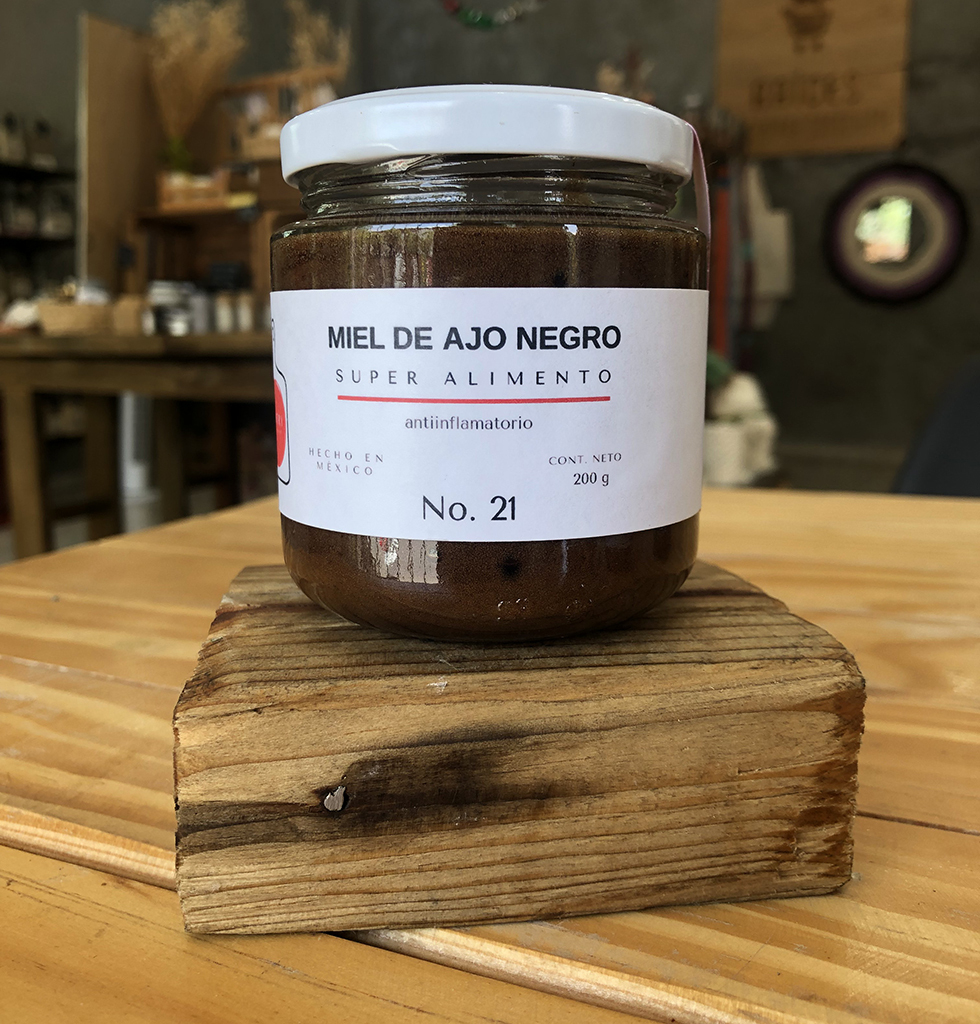 MIEL DE AJO NEGRO
SUPER ALIMENTO
antiinflamatorio
HECHO EN
MÉXICO
CONT. NETO
200 g
No. 21